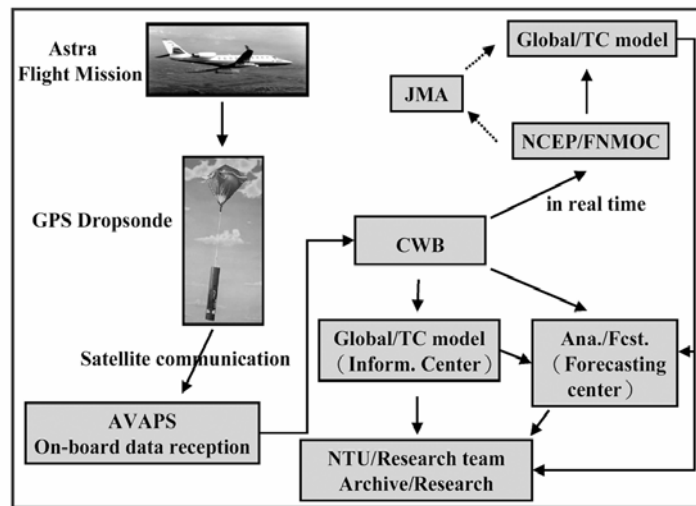 Astra
Flight Mission
GPS Dropsonde
Satellite communication
AVAPS
On-board data reception
CWB
in real time
NCEP/FNMOC
JMA
Global/TC model
Global/TC model
（Inform. Center）
Ana./Fcst.
（Forecasting
center）
NTU/Research team
Archive/Research